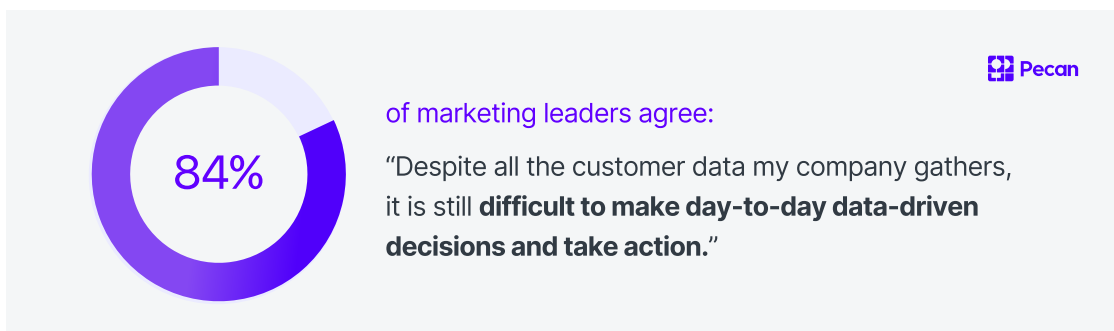 84%
Pecan
of marketing leaders agree:
“Despite all the customer data my company gathers,
it is still difficult to make day-to-day data-driven
decisions and take action.”